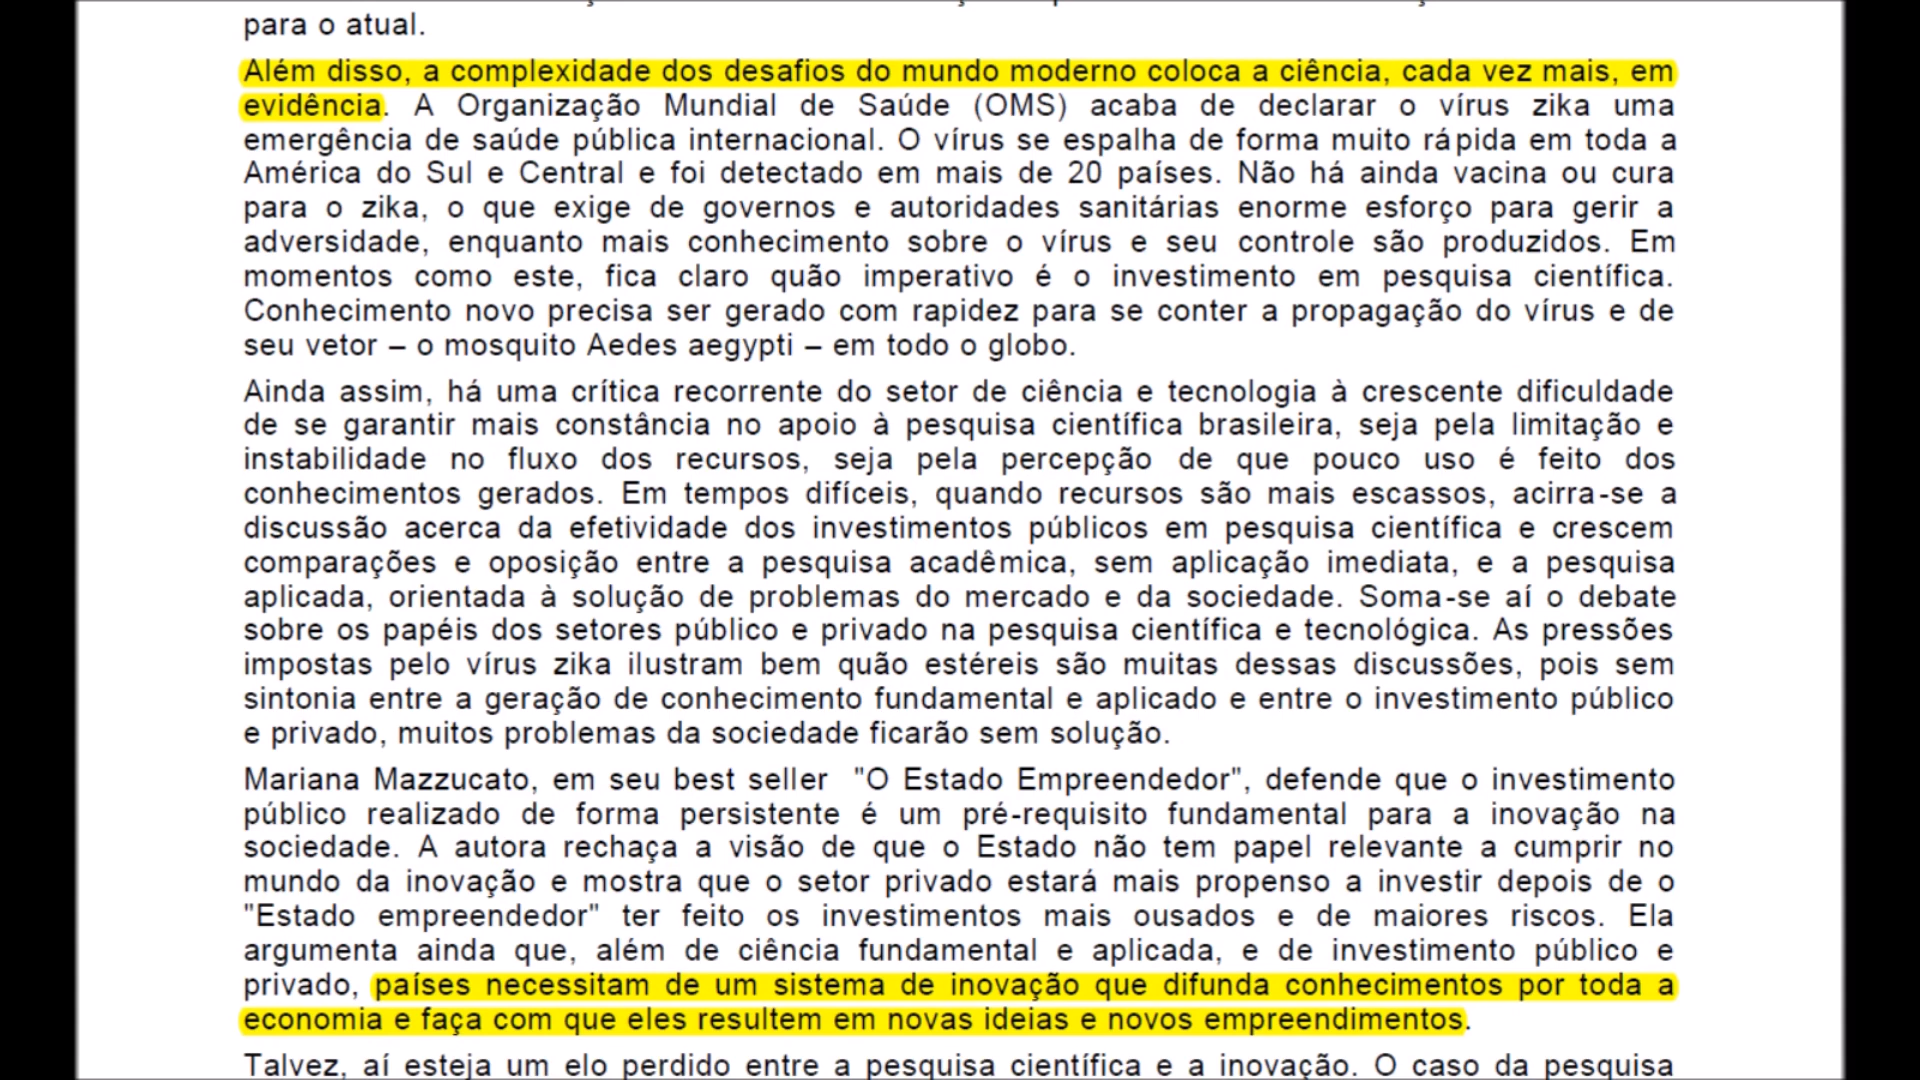 para o atual.
Além disso, a complexidade dos desafios do mundo moderno coloca a ciência, cada vez mais, em
evidência. A Organização Mundial de Saúde (OMS) acaba de declarar o vírus zika uma
emergência de saúde pública internacional. O vírus se espalha de forma muito rápida em toda a
América do Sul e Central e foi detectado em mais de 20 países. Não há ainda vacina ou cura
para o zika, o que exige de governos e autoridades sanitárias enorme esforço para gerir a
adversidade, enquanto mais conhecimento sobre o vírus e seu controle são produzidos. Em
momentos como este, fica claro quão imperativo é o investimento em pesquisa científica.
Conhecimento novo precisa ser gerado com rapidez para se conter a propagação do vírus e de
seu vetor – o mosquito Aedes aegypti – em todo o globo.
Ainda assim, há uma crítica recorrente do setor de ciência e tecnologia à crescente dificuldade
de se garantir mais constância no apoio à pesquisa científica brasileira, seja pela limitação e
instabilidade no fluxo dos recursos, seja pela percepção de que pouco uso é feito dos
conhecimentos gerados. Em tempos difíceis, quando recursos são mais escassos, acirra-se a
discussão acerca da efetividade dos investimentos públicos em pesquisa científica e crescem
comparações e oposição entre a pesquisa acadêmica, sem aplicação imediata, e a pesquisa
aplicada, orientada à solução de problemas do mercado e da sociedade. Soma-se aí o debate
sobre os papéis dos setores público e privado na pesquisa científica e tecnológica. As pressões
impostas pelo vírus zika ilustram bem quão estéreis são muitas dessas discussões, pois sem
sintonia entre a geração de conhecimento fundamental e aplicado e entre o investimento público
e privado, muitos problemas da sociedade ficarão sem solução.
Mariana Mazzucato, em seu best seller "O Estado Empreendedor", defende que o investimento
público realizado de forma persistente é um pré-requisito fundamental para a inovação na
sociedade. A autora rechaça a visão de que o Estado não tem papel relevante a cumprir no
mundo da inovação e mostra que o setor privado estará mais propenso a investir depois de o
"Estado empreendedor" ter feito os investimentos mais ousados e de maiores riscos. Ela
argumenta ainda que, além de ciência fundamental e aplicada, e de investimento público e
privado, países necessitam de um sistema de inovação que difunda conhecimentos por toda a
economia e faça com que eles resultem em novas ideias e novos empreendimentos.
Talvez, aí esteja um elo perdido entre a pesquisa científica e a inovação. O caso da pesquisa